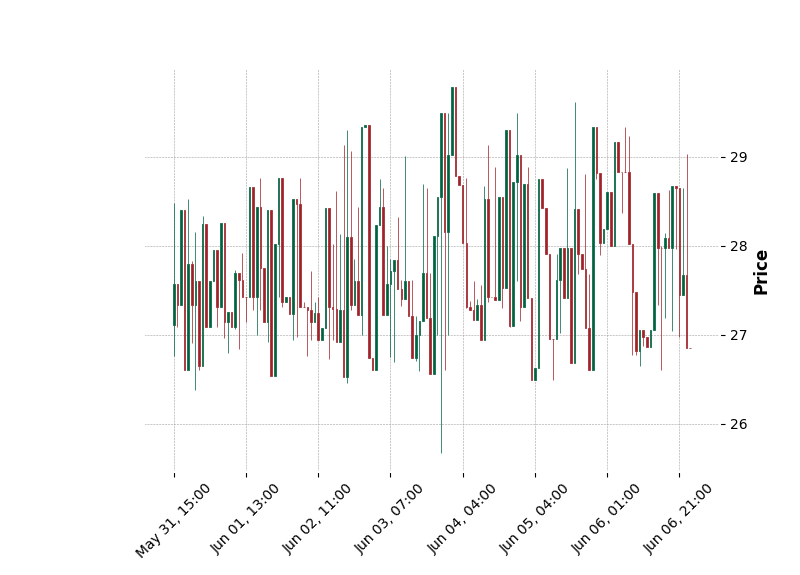 29
28
27
26
Price
May 31, 15:00
Jun 01, 13:00
Jun 02, 11:00
Jun 03, 07:00
Jun 04, 04:00
Jun 05, 04:00
Jun 06, 01:00
Jun 06, 21:00